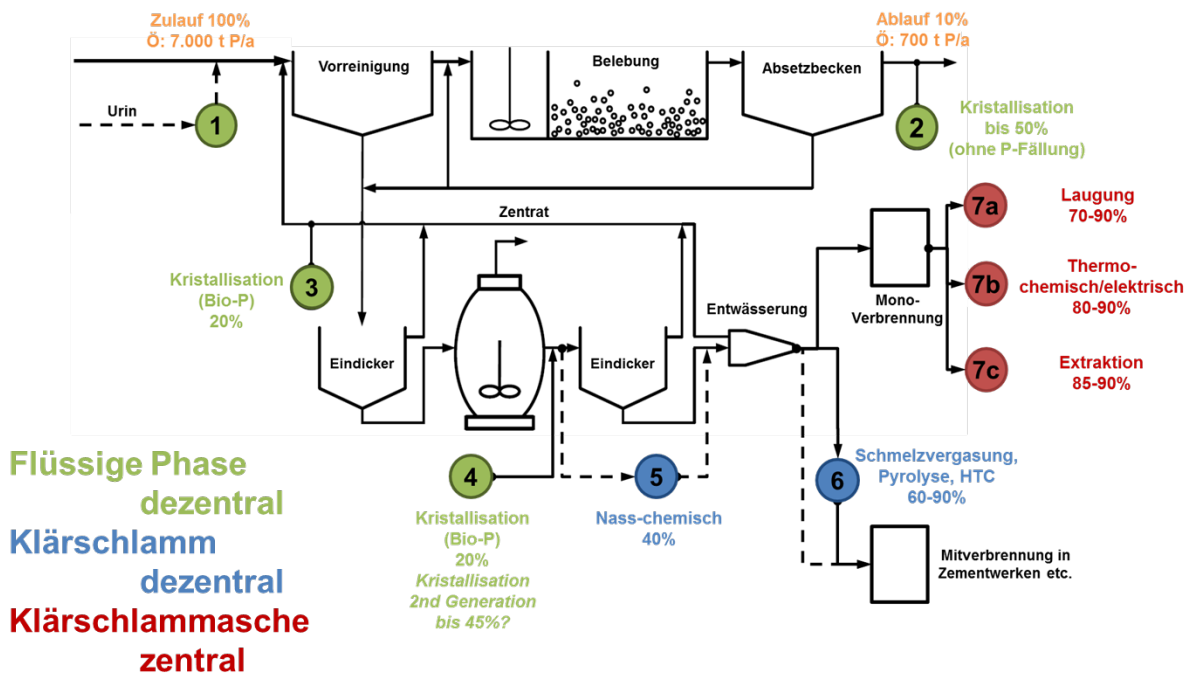 Zulauf 100%
Ö: 7.000 t P/a
Ablauf 10%
Ö: 700 t P/a
Vorreinigung
Belebung
Absetzbecken
Urin
1
2
Kristallisation
bis 50%
(ohne P-Fällung)
Zentrat
3
Kristallisation
(Bio-P)
20%
7a
Laugung
70-90%
7b
Thermo-
chemisch/elektrisch
80-90%
7c
Extraktion
85-90%
Mono-
Verbrennung
Entwässerung
Eindicker
Eindicker
4
Kristallisation
(Bio-P)
20%
Kristallisation
2nd Generation
bis 45%?
5
Nass-chemisch
40%
6
Schmelzvergasung,
Pyrolyse, HTC
60-90%
Mitverbrennung in
Zementwerken etc.
Flüssige Phase
dezentral
Klärschlamm
dezentral
Klärschlammasche
zentral